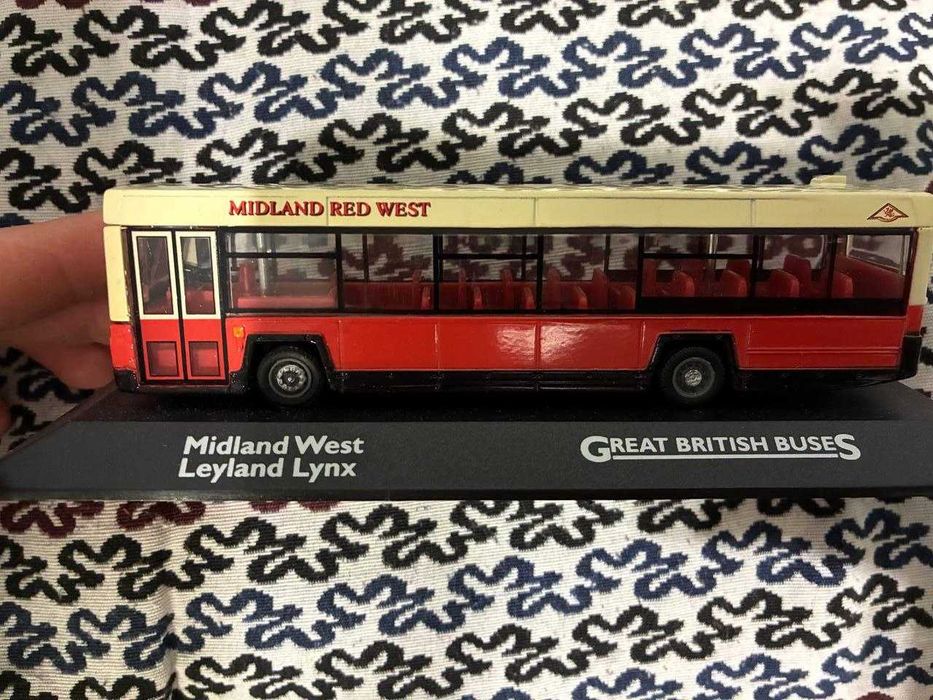 MIDLAND RED WEST
Midland West
Leyland Lynx
GREAT BRITISH BUSES